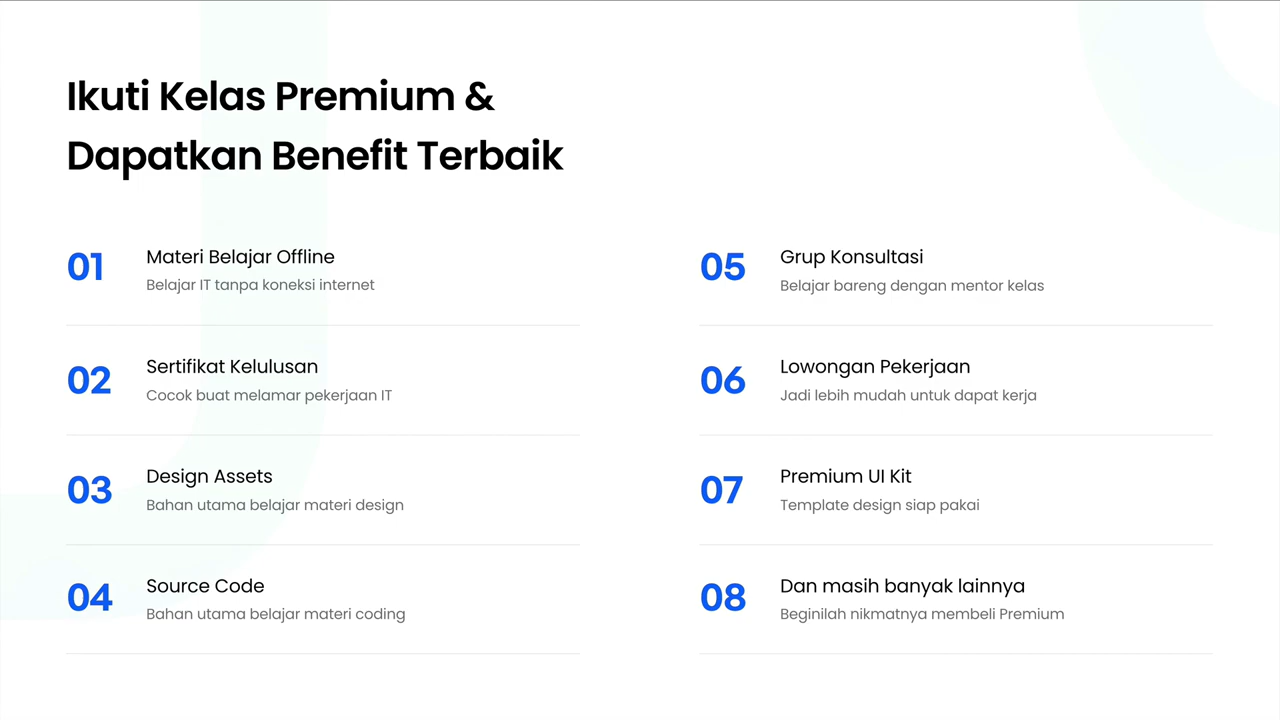 Ikuti Kelas Premium &
Dapatkan Benefit Terbaik
01
Materi Belajar Offline
Belajar IT tanpa koneksi internet
02
Sertifikat Kelulusan
Cocok buat melamar pekerjaan IT
03
Design Assets
Bahan utama belajar materi design
04
Source Code
Bahan utama belajar materi coding
05
Grup Konsultasi
Belajar bareng dengan mentor kelas
06
Lowongan Pekerjaan
Jadi lebih mudah untuk dapat kerja
07
Premium UI Kit
Template design siap pakai
08
Dan masih banyak lainnya
Beginilah nikmatnya membeli Premium